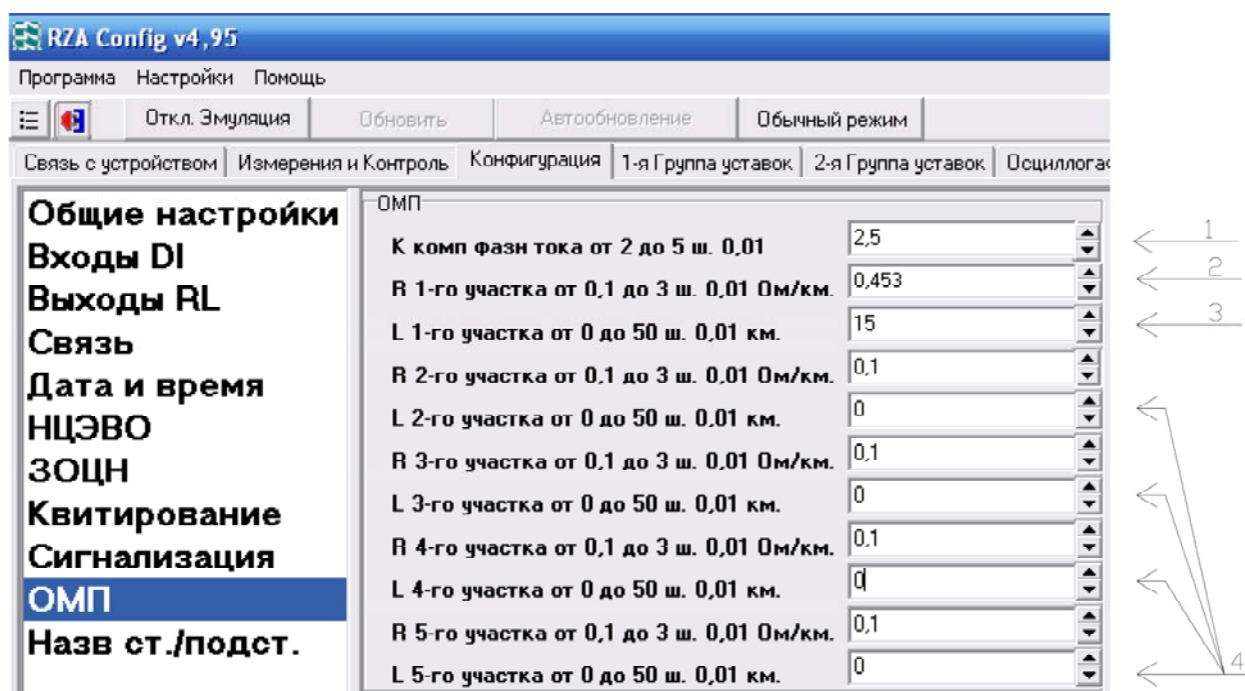 RZA Config v4,95
Программа Настройки Помощь
Откл. Эмуляция Обновить Автообновление Обычный режим
Связь с устройством Измерения и Контроль Конфигурация 1-я Группа уставок 2-я Группа уставок
Общие настройки
Входы DI
Выходы RL
Связь
Дата и время
НЦЭВО
ЗОЦН
Квитирование
Сигнализация
ОМП
Назв ст./подст.
ОМП
К комп фазн тока от 2 до 5 ш. 0,01 2,5 1
R 1-го участка от 0,1 до 3 ш. 0,01 Ом/км. 0,453 2
L 1-го участка от 0 до 50 ш. 0,01 км. 15 3
R 2-го участка от 0,1 до 3 ш. 0,01 Ом/км. 0,1
L 2-го участка от 0 до 50 ш. 0,01 км. 0
R 3-го участка от 0,1 до 3 ш. 0,01 Ом/км. 0,1
L 3-го участка от 0 до 50 ш. 0,01 км. 0
R 4-го участка от 0,1 до 3 ш. 0,01 Ом/км. 0,1
L 4-го участка от 0 до 50 ш. 0,01 км. 0
R 5-го участка от 0,1 до 3 ш. 0,01 Ом/км. 0,1
L 5-го участка от 0 до 50 ш. 0,01 км. 0 4